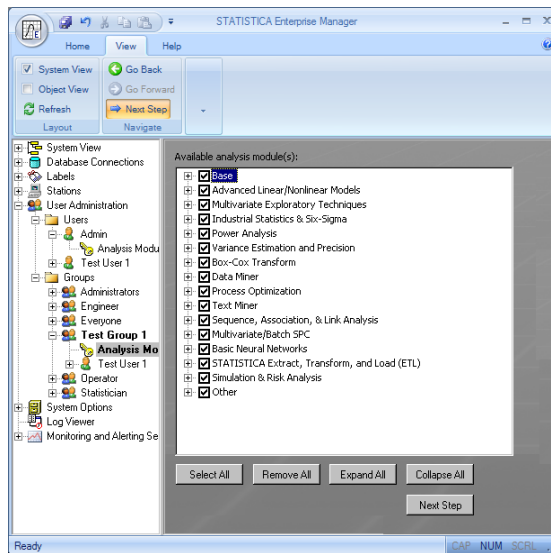 STATISTICA Enterprise Manager
Home View Help
System View
Object View
Refresh
Layout
Go Back
Go Forward
Next Step
Navigate
System View
Database Connections
Labels
Stations
User Administration
Users
Admin
Analysis Modu
Test User 1
Groups
Administrators
Engineer
Everyone
Test Group 1
Analysis Mo
Test User 1
Operator
Statistician
System Options
Log Viewer
Monitoring and Alerting Se
Available analysis module(s):
Base
Advanced Linear/Nonlinear Models
Multivariate Exploratory Techniques
Industrial Statistics & Six-Sigma
Power Analysis
Variance Estimation and Precision
Box-Cox Transform
Data Miner
Process Optimization
Text Miner
Sequence, Association, & Link Analysis
Multivariate/Batch SPC
Basic Neural Networks
STATISTICA Extract, Transform, and Load (ETL)
Simulation & Risk Analysis
Other
Select All Remove All Expand All Collapse All
Next Step
Ready CAP NUM SCRL